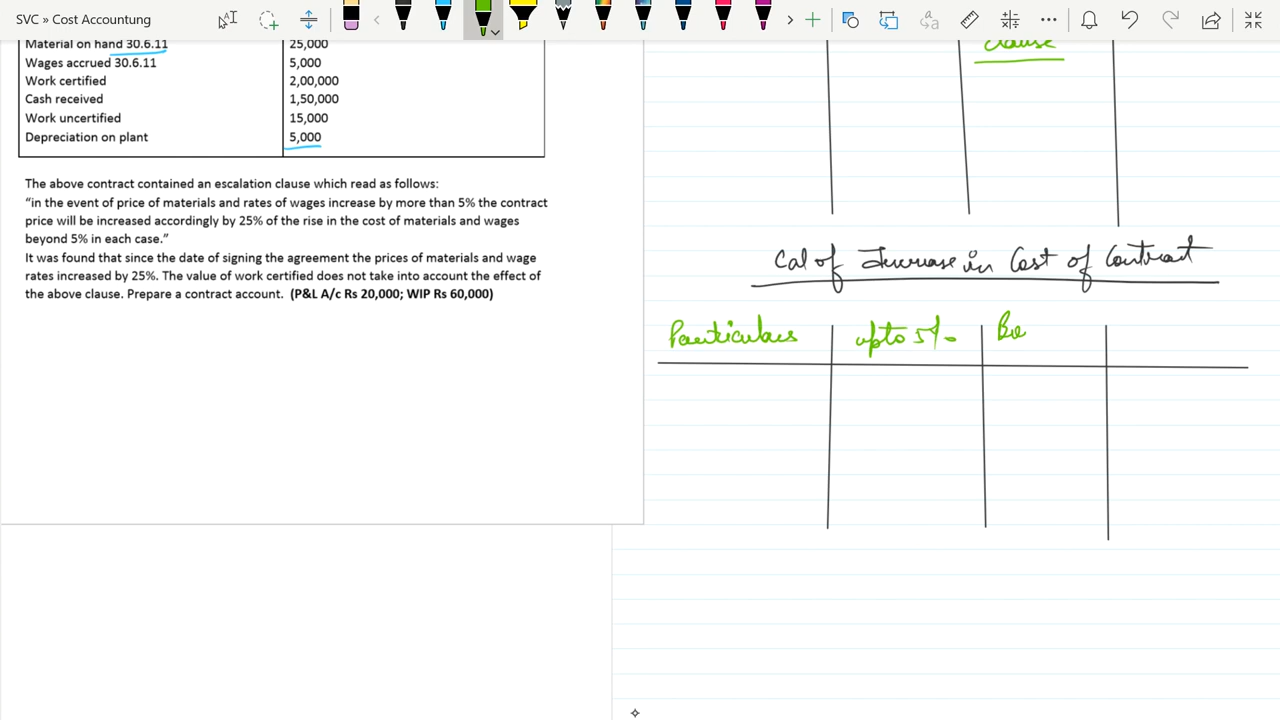 SVC » Cost Accountung
Material on hand 30.6.11 25,000
Wages accrued 30.6.11 5,000
Work certified 2,00,000
Cash received 1,50,000
Work uncertified 15,000
Depreciation on plant 5,000
The above contract contained an escalation clause which read as follows:
“in the event of price of materials and rates of wages increase by more than 5% the contract
price will be increased accordingly by 25% of the rise in the cost of materials and wages
beyond 5% in each case.”
It was found that since the date of signing the agreement the prices of materials and wage
rates increased by 25%. The value of work certified does not take into account the effect of
the above clause. Prepare a contract account. (P&L A/c Rs 20,000; WIP Rs 60,000)
clause
Cal of Increase in Cost of Contract
Particulars upto 5%